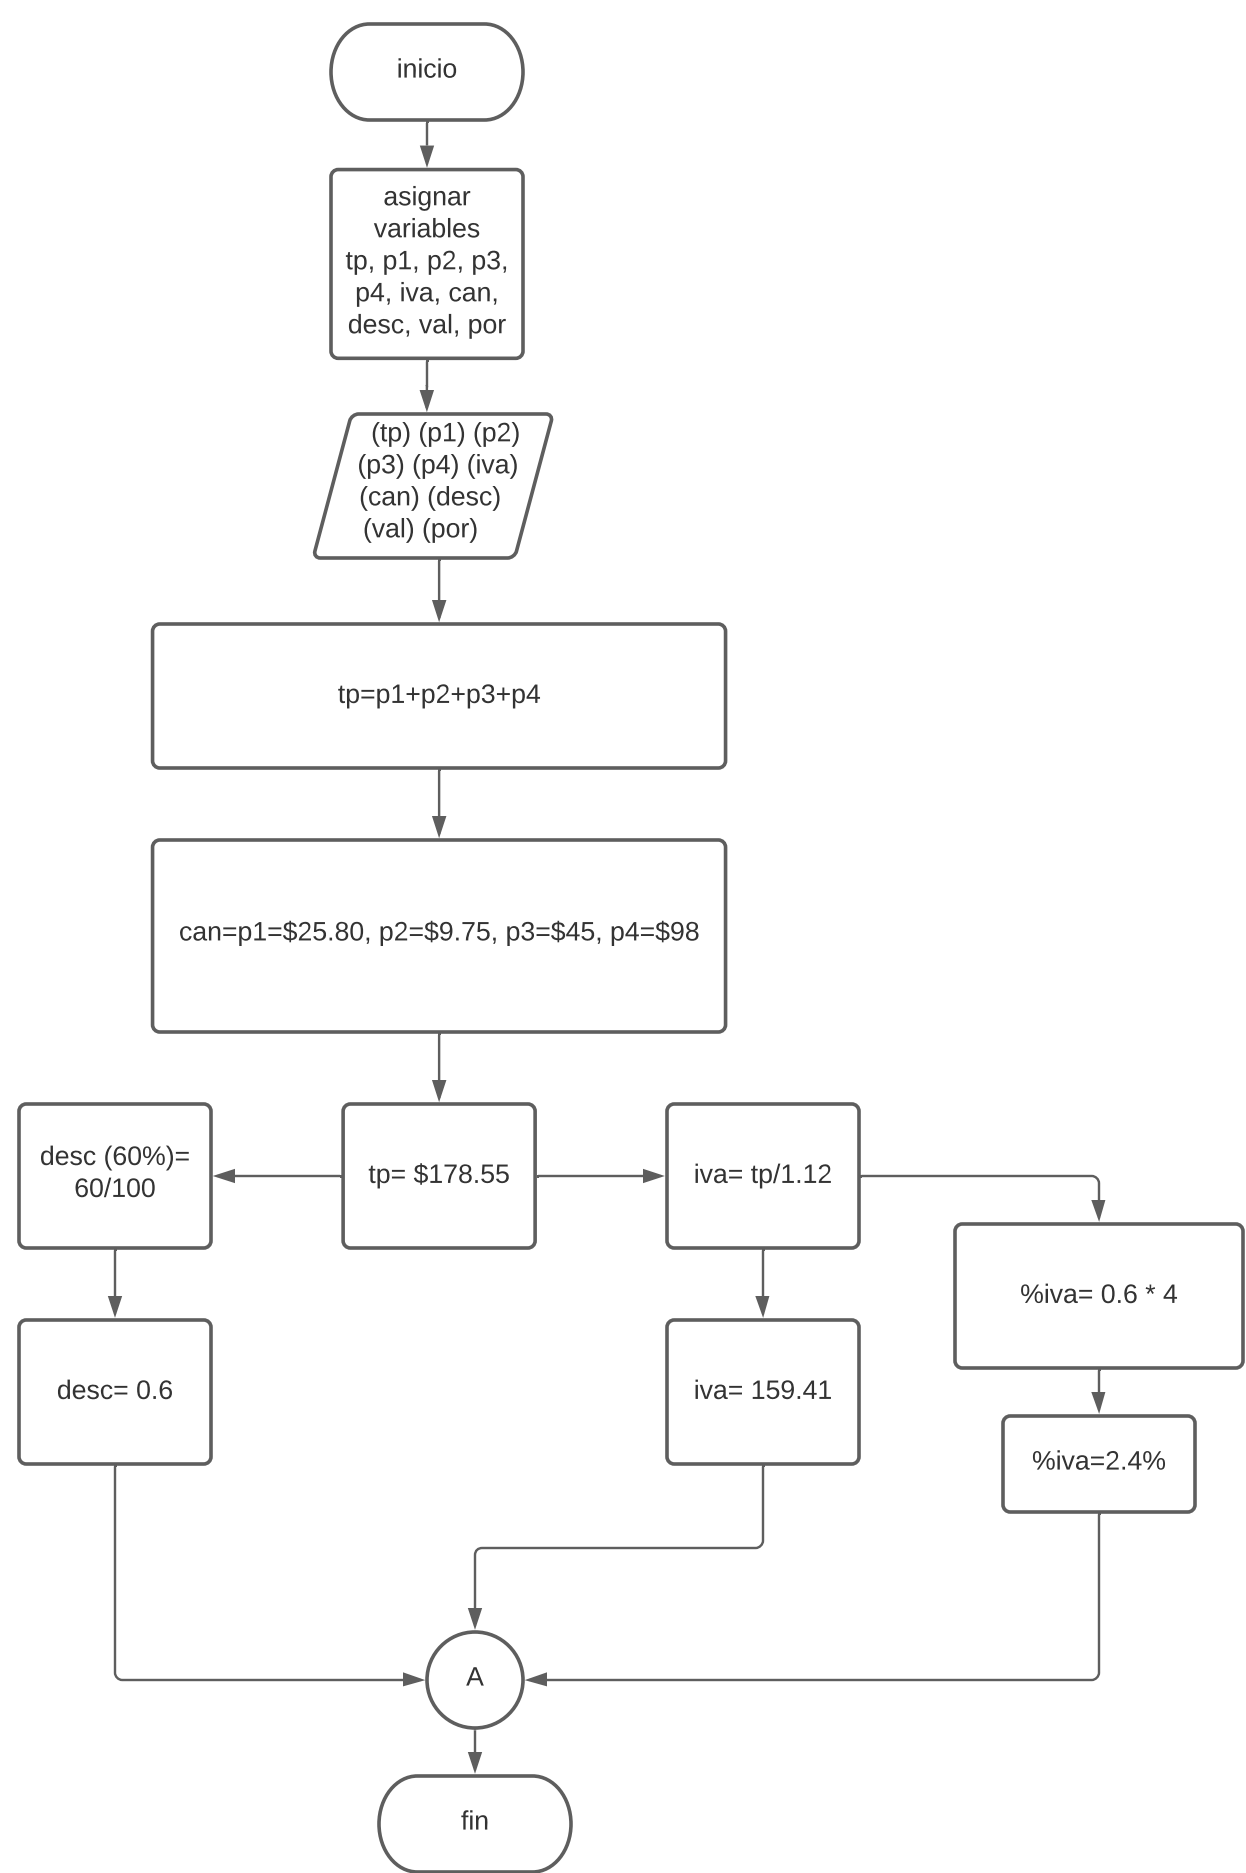 inicio
asignar
variables
tp, p1, p2, p3,
p4, iva, can,
desc, val, por
(tp) (p1) (p2)
(p3) (p4) (iva)
(can) (desc)
(val) (por)
tp=p1+p2+p3+p4
can=p1=$25.80, p2=$9.75, p3=$45, p4=$98
desc (60%)=
60/100
tp= $178.55
iva= tp/1.12
%iva= 0.6 * 4
desc= 0.6
iva= 159.41
%iva=2.4%
A
fin